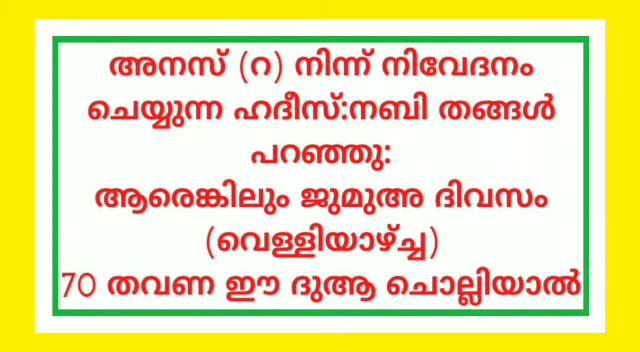 അനസ് (റ) നിന്ന് നിവേദനം
ചെയ്യുന്ന ഹദീസ്:നബി തങ്ങൾ
പറഞ്ഞു:
ആരെങ്കിലും ജുമുഅ ദിവസം
(വെള്ളിയാഴ്ച്ച)
70 തവണ ഈ ദുആ ചൊല്ലിയാൽ